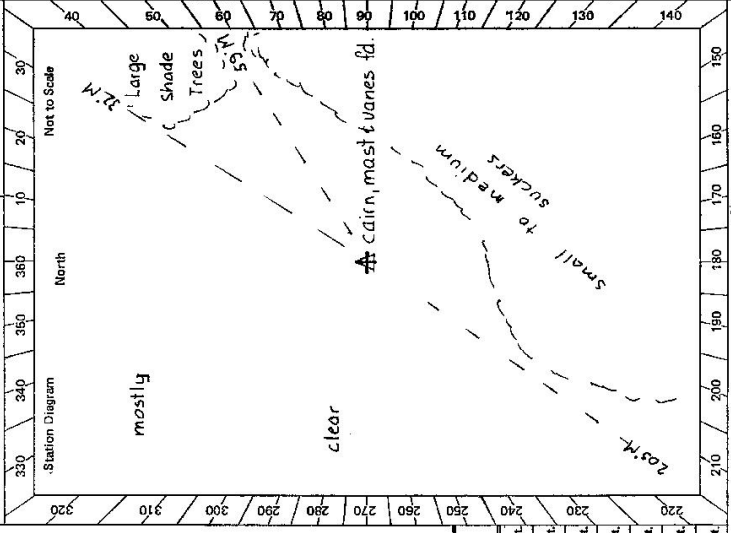 330 340 350 360 10 20 30
Station Diagram North Not to Scale
40 50 60 70 80 90 100 110 120 130 140
320 310 300 290 280 270 260 250 240 230 220
32°M
Large
Shade
Trees
65°M
mostly
clear
cairn, mast & vanes fd.
small to medium
suckers
205°M
210 200 190 180 170 160 150